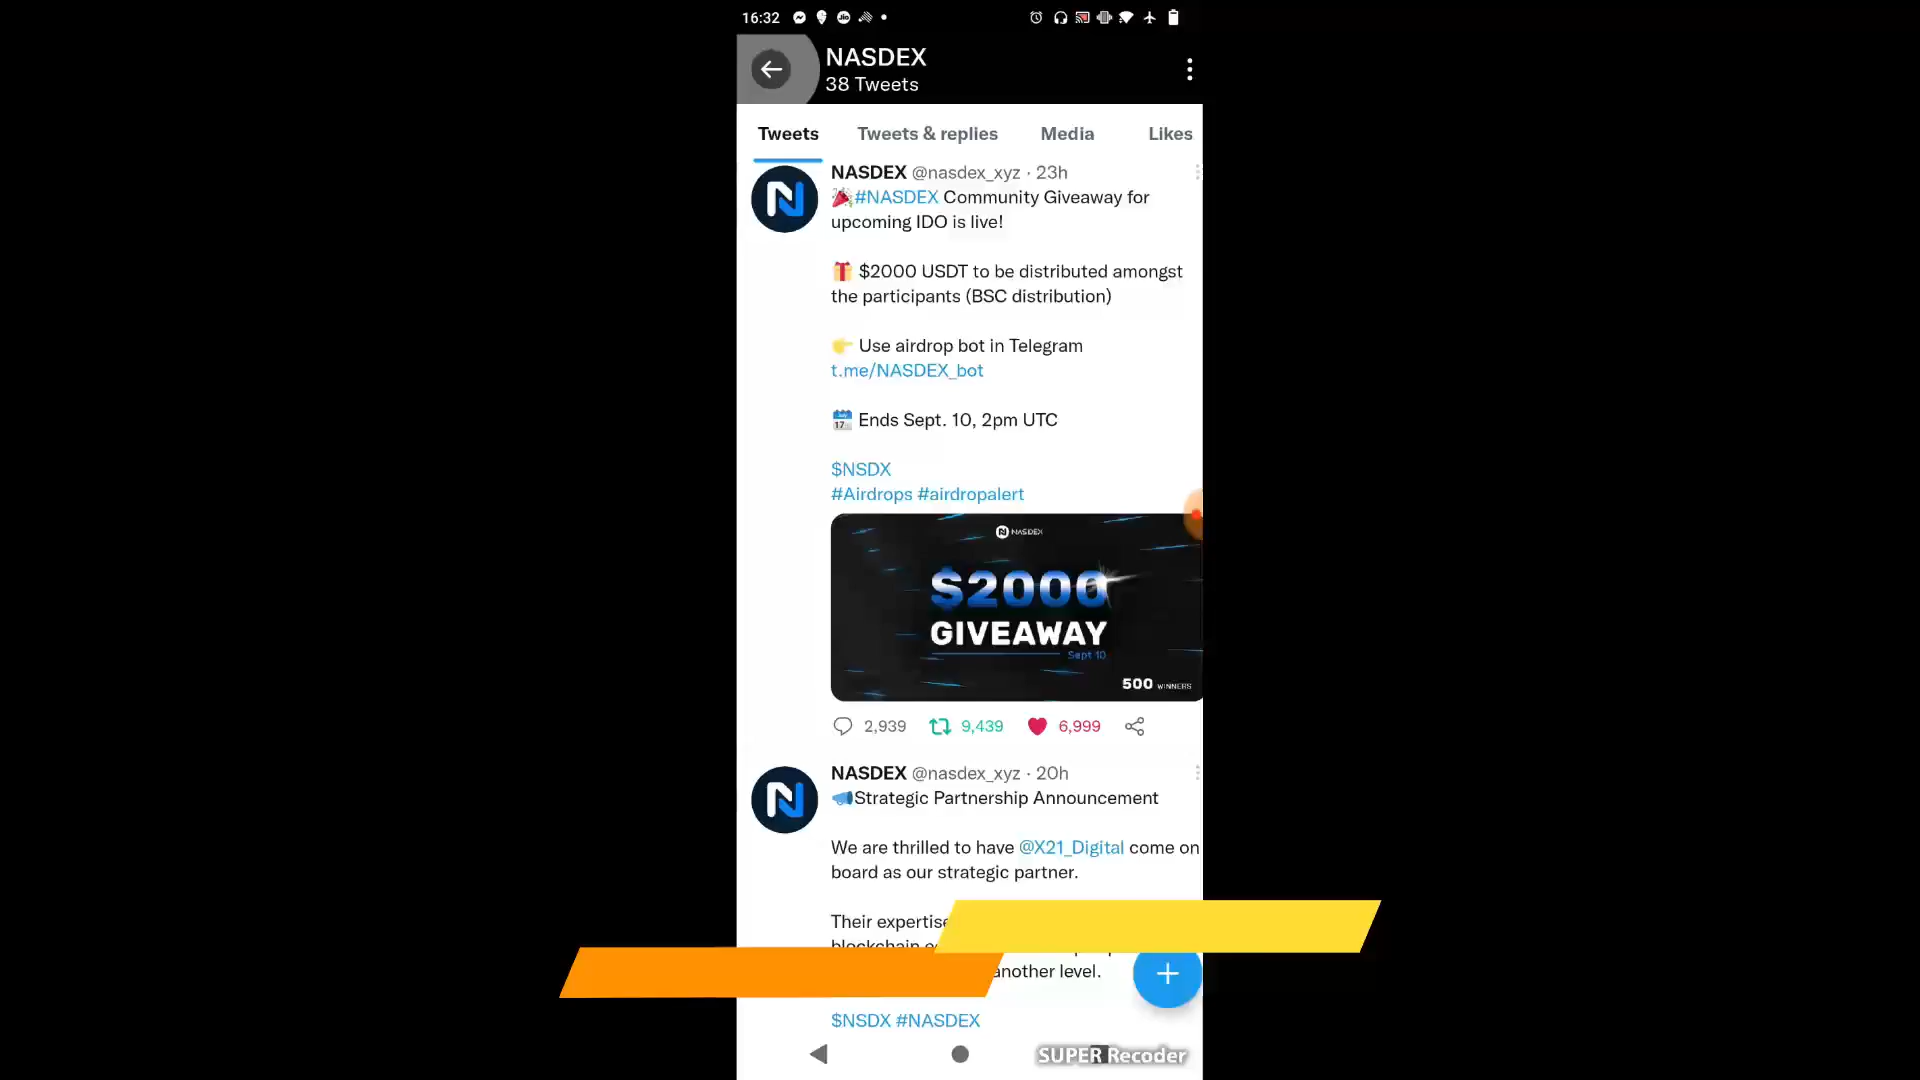 16:32
NASDEX
38 Tweets
Tweets Tweets & replies Media Likes
NASDEX @nasdex_xyz · 23h
🎉#NASDEX Community Giveaway for
upcoming IDO is live!
🎁 $2000 USDT to be distributed amongst
the participants (BSC distribution)
👉 Use airdrop bot in Telegram
t.me/NASDEX_bot
📅 Ends Sept. 10, 2pm UTC
$NSDX
#Airdrops #airdropalert
NASDEX
$2000
GIVEAWAY
Sept 10
500 WINNERS
2,939 9,439 6,999
NASDEX @nasdex_xyz · 20h
📣Strategic Partnership Announcement
We are thrilled to have @X21_Digital come on
board as our strategic partner.
Their expertise
blockchain
another level.
$NSDX #NASDEX
SUPER Recoder